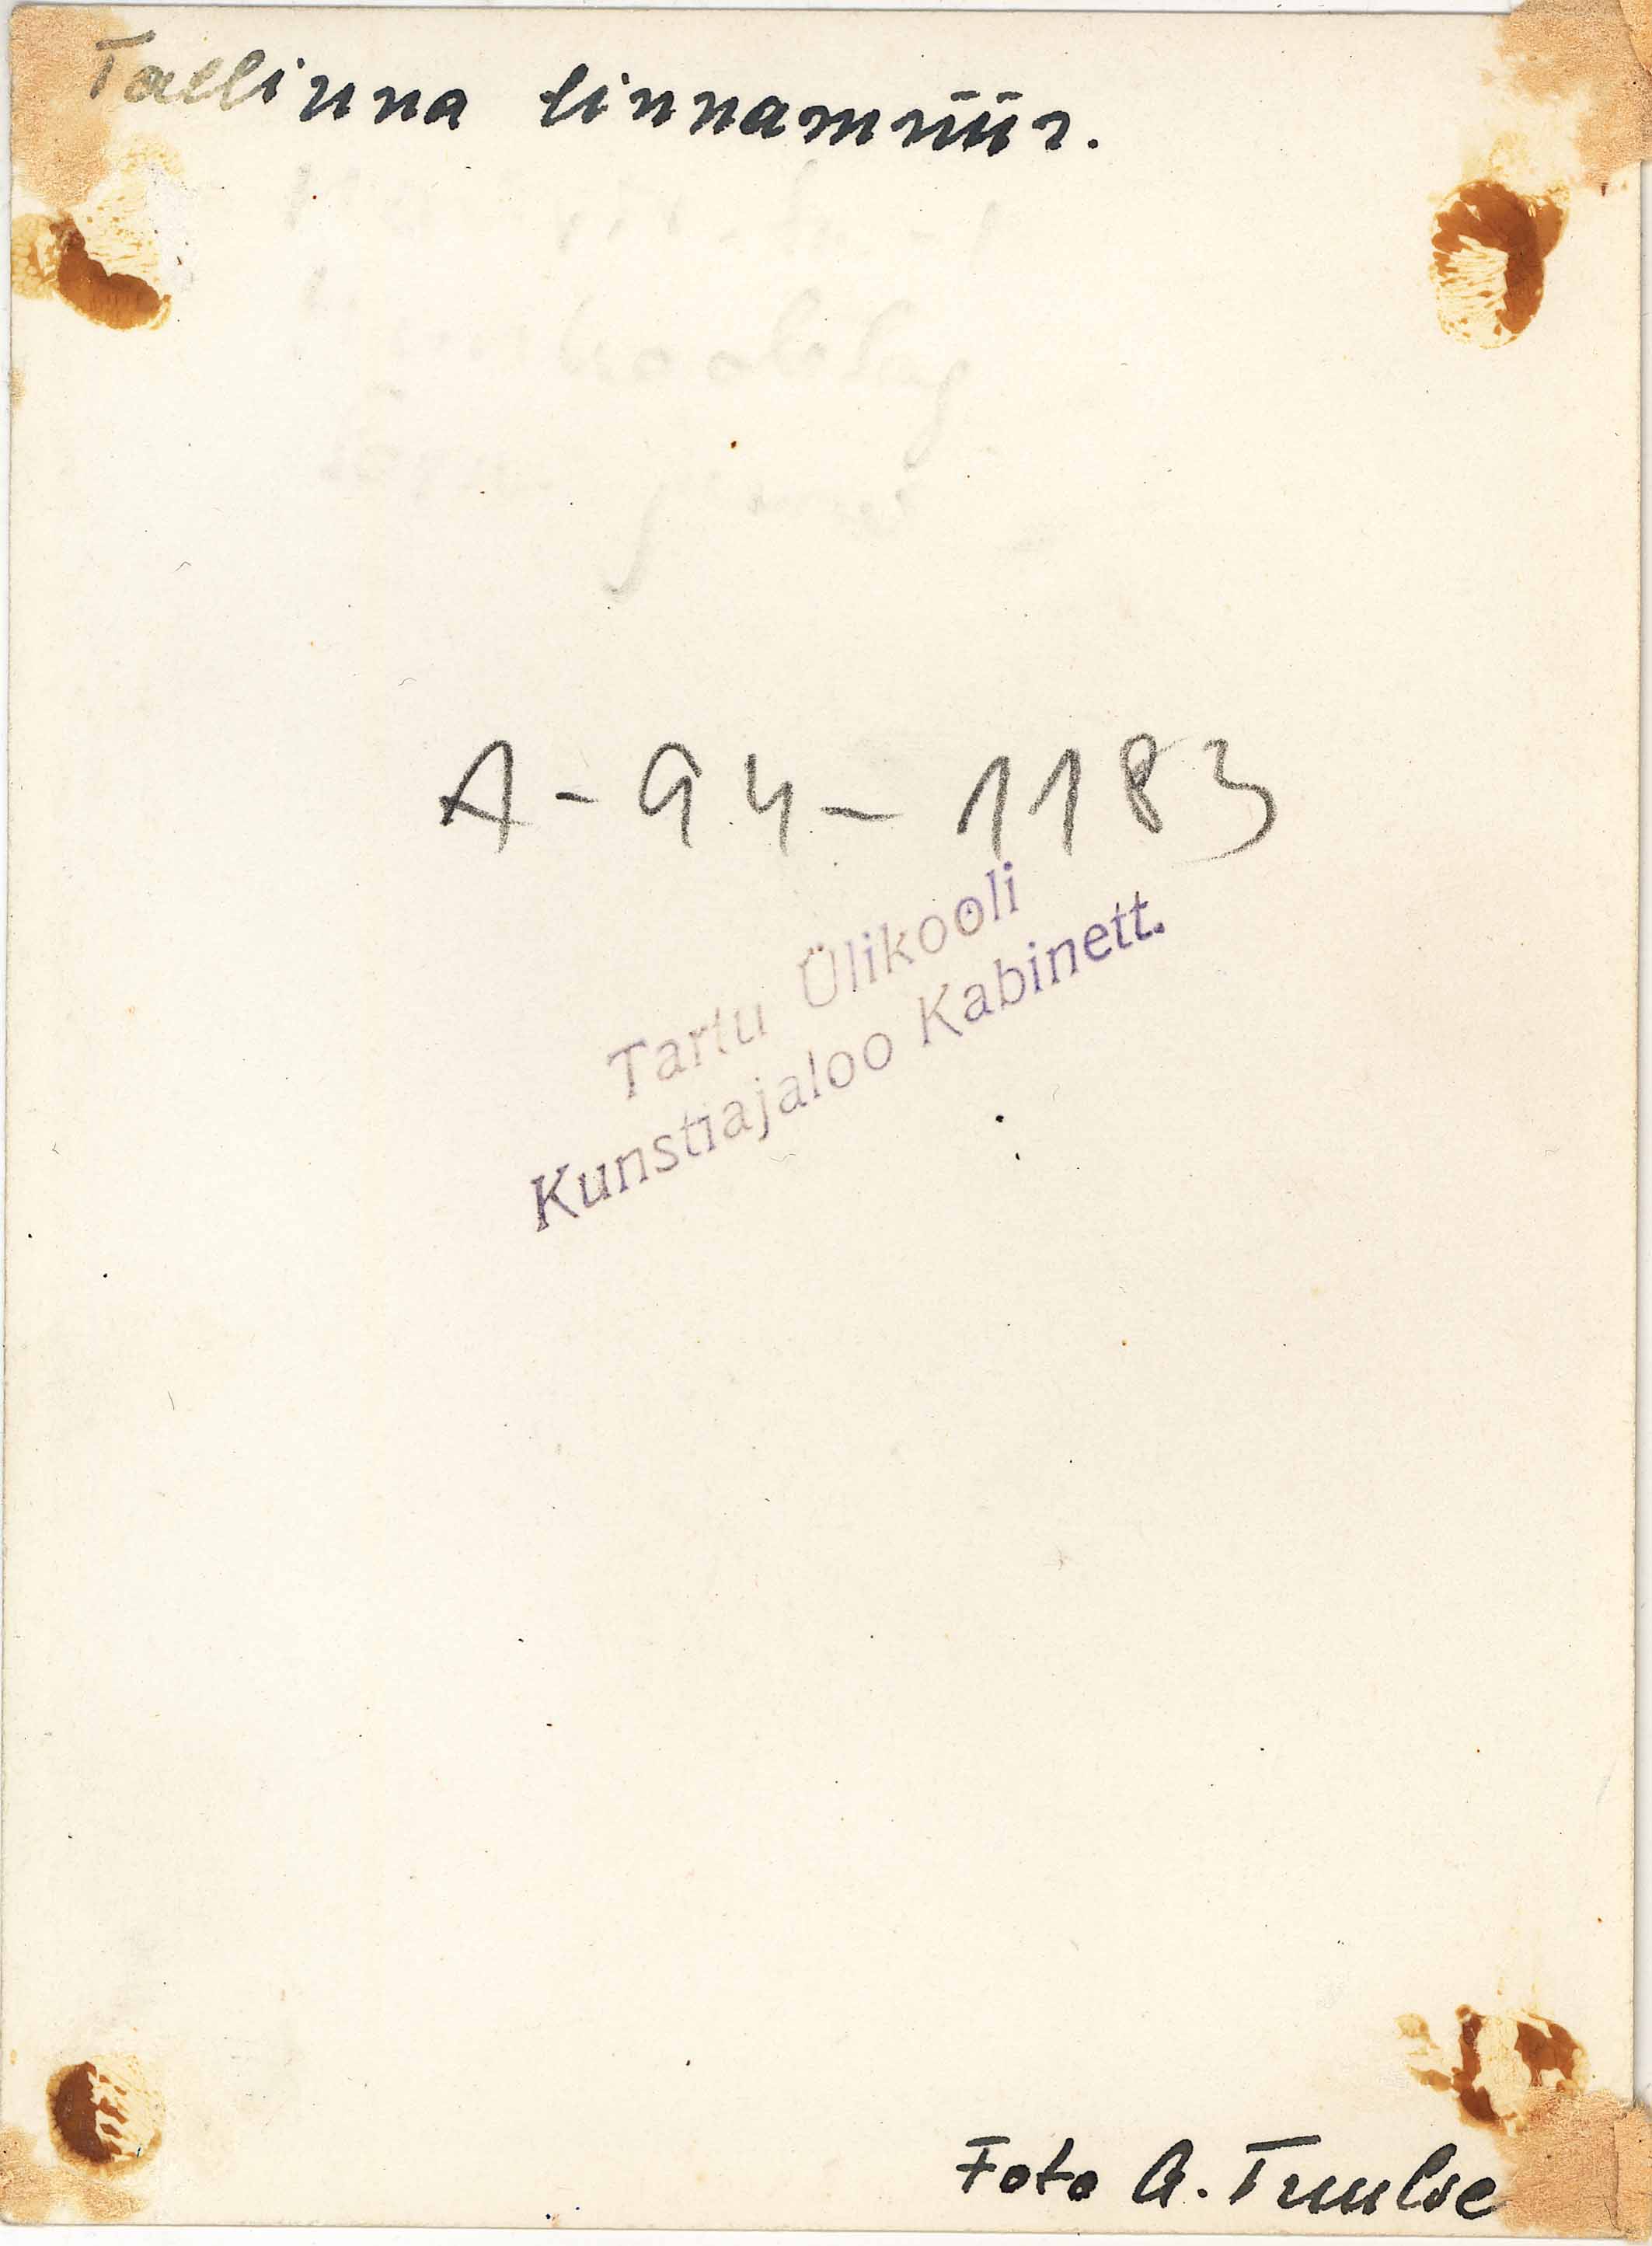 Tallinna linnamüür.
A-94-1183
Tartu Ülikooli
Kunstiajaloo Kabinett.
Foto A. Tuulse